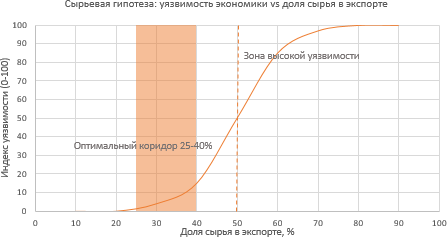 Сырьевая гипотеза: уязвимость экономики vs доля сырья в экспорте
Индекс уязвимости (0-100)
100
90
80
70
60
50
40
30
20
10
0
Зона высокой уязвимости
Оптимальный коридор 25-40%
0 10 20 30 40 50 60 70 80 90 100
Доля сырья в экспорте, %